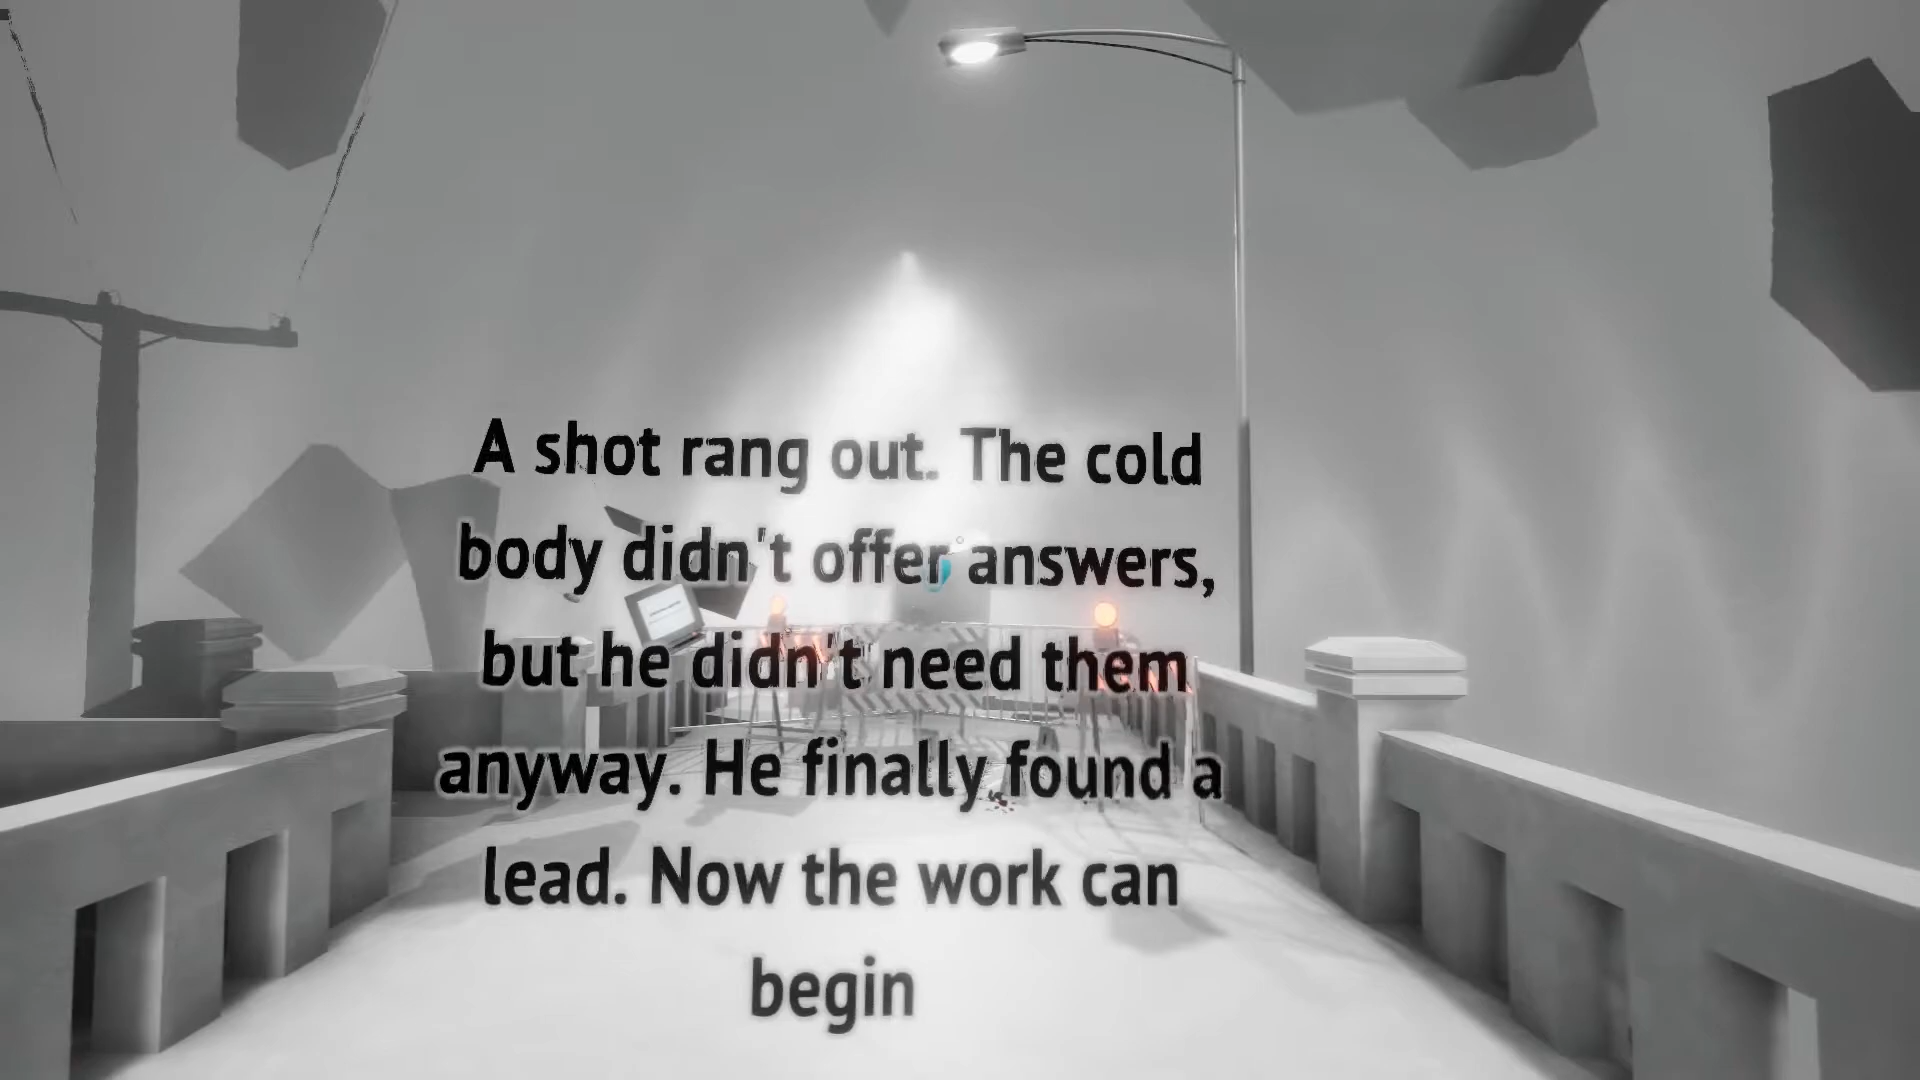 A shot rang out. The cold
body didn't offer answers,
but he didn't need them
anyway. He finally found a
lead. Now the work can
begin